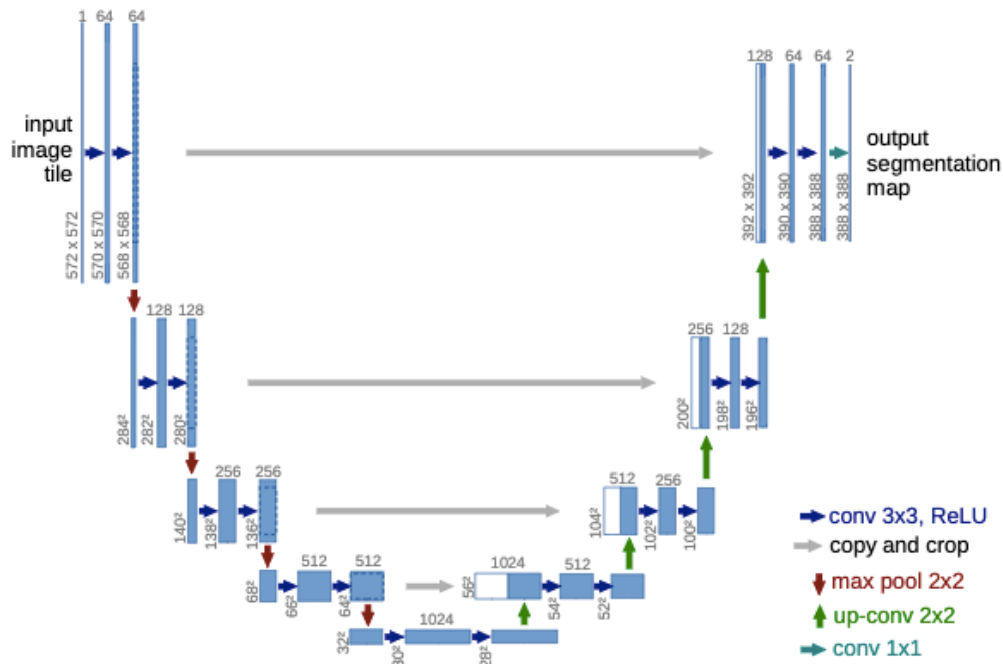 1 64 64
128 64 64 2
input
image
tile
output
segmentation
map
572 x 572
570 x 570
568 x 568
392 x 392
390 x 390
388 x 388
388 x 388
128 128
256 128
284²
282²
280²
200²
198²
196²
256 256
512 256
140²
138²
136²
104²
102²
100²
512 512
1024 512
68²
66²
64²
56²
54²
52²
1024
32²
30²
28²
conv 3x3, ReLU
copy and crop
max pool 2x2
up-conv 2x2
conv 1x1